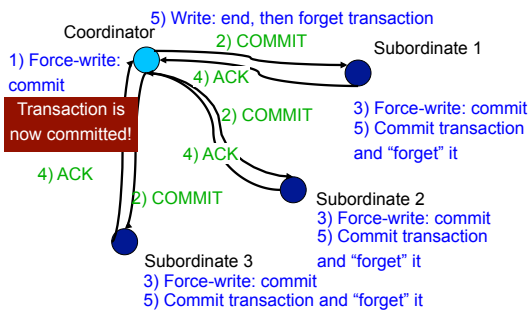 5) Write: end, then forget transaction
Coordinator
2) COMMIT
Subordinate 1
1) Force-write:
commit
4) ACK
Transaction is
now committed!
3) Force-write: commit
5) Commit transaction
and “forget” it
2) COMMIT
4) ACK
4) ACK
2) COMMIT
Subordinate 2
3) Force-write: commit
5) Commit transaction
and “forget” it
Subordinate 3
3) Force-write: commit
5) Commit transaction and “forget” it